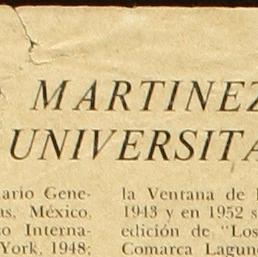 MARTINEZ
UNIVERSITA
ario Gene-
as, México,
o Interna-
York, 1948;
la Ventana de
1943 y en 1952 s
edición de "Los
Comarca Lagun